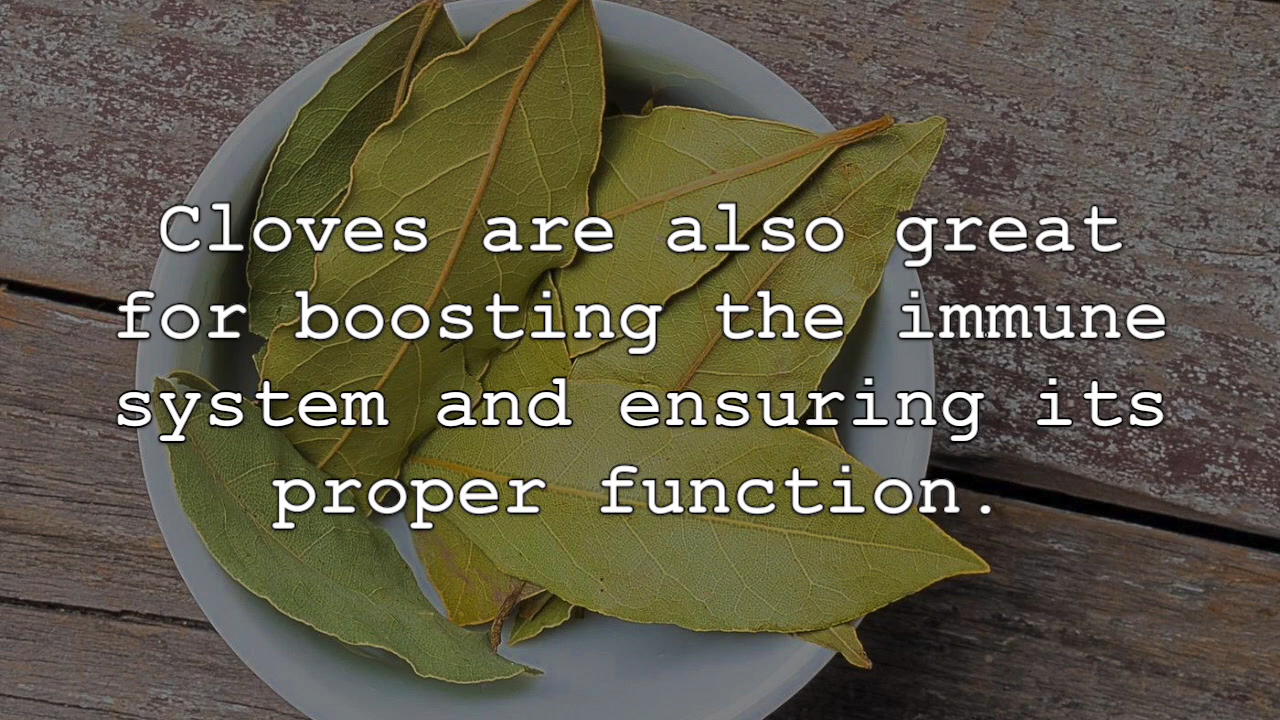 Cloves are also great
for boosting the immune
system and ensuring its
proper function.